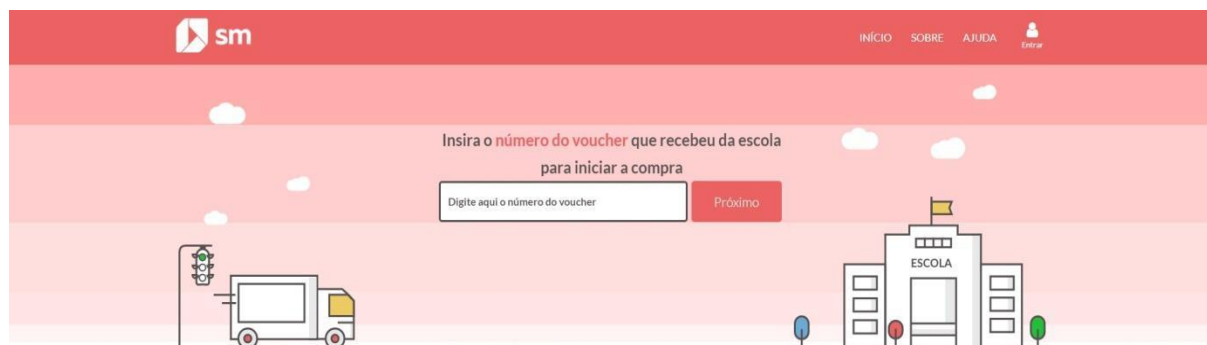 sm
INÍCIO SOBRE AJUDA
Entrar
Insira o número do voucher que recebeu da escola
para iniciar a compra
Digite aqui o número do voucher
Próximo
ESCOLA